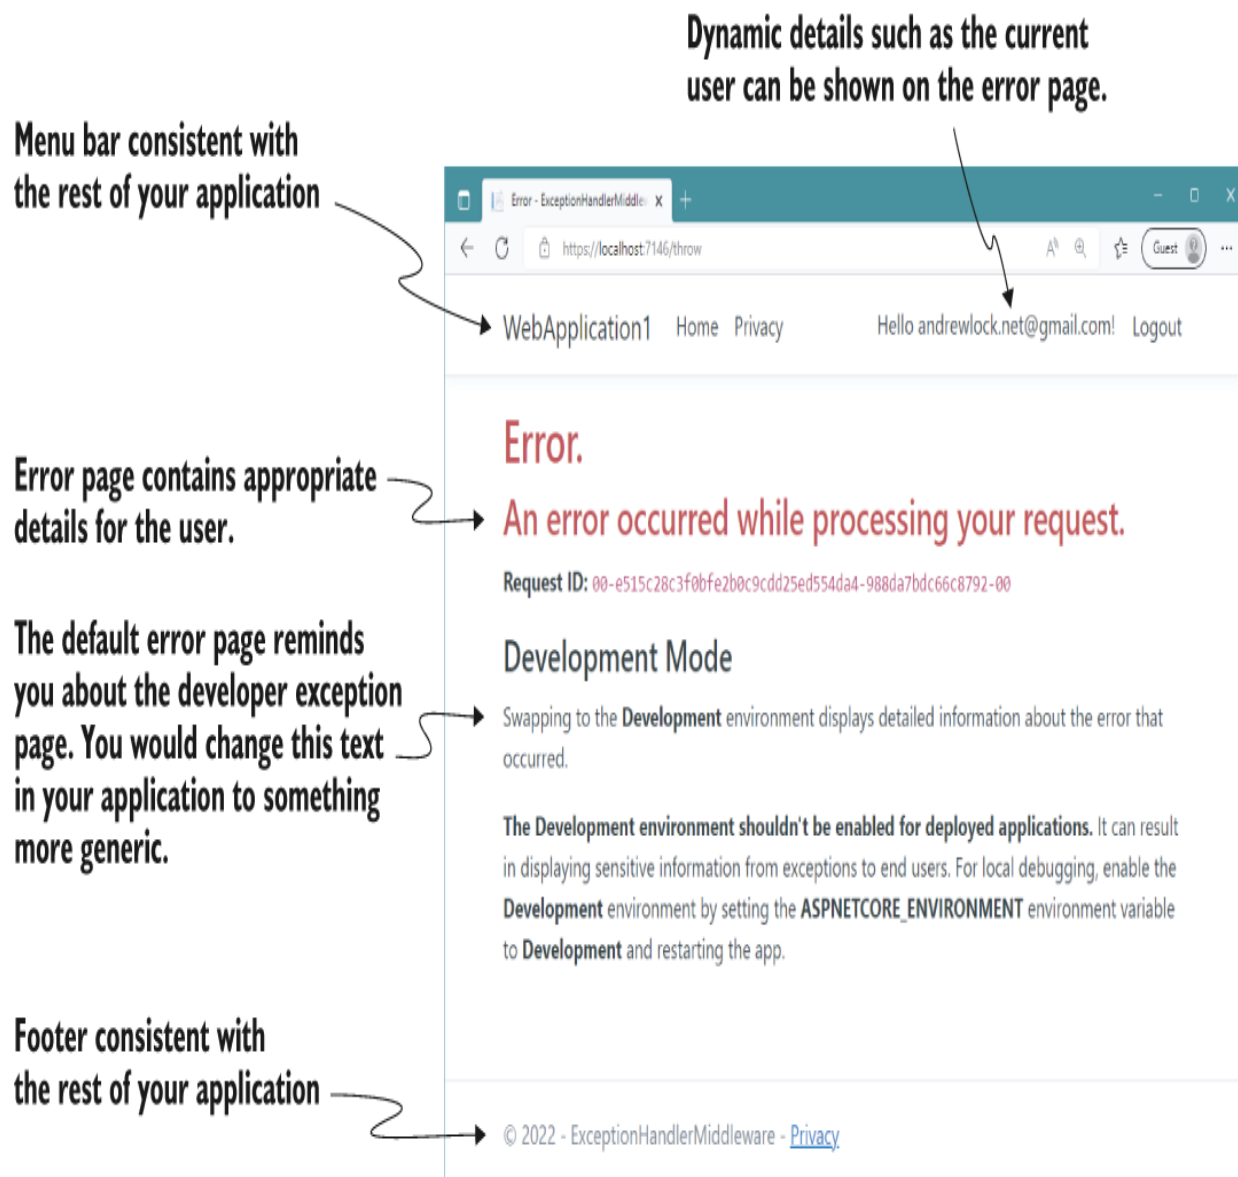 Dynamic details such as the current
user can be shown on the error page.
Menu bar consistent with
the rest of your application
Error - ExceptionHandlerMiddle
https://localhost:7146/throw
Guest
WebApplication1 Home Privacy Hello andrewlock.net@gmail.com! Logout
Error.
Error page contains appropriate
details for the user.
An error occurred while processing your request.
Request ID: 00-e515c28c3f0bfe2b0c9cdd25ed554da4-988da7bdc66c8792-00
The default error page reminds
you about the developer exception
page. You would change this text
in your application to something
more generic.
Development Mode
Swapping to the Development environment displays detailed information about the error that
occurred.
The Development environment shouldn't be enabled for deployed applications. It can result
in displaying sensitive information from exceptions to end users. For local debugging, enable the
Development environment by setting the ASPNETCORE_ENVIRONMENT environment variable
to Development and restarting the app.
Footer consistent with
the rest of your application
© 2022 - ExceptionHandlerMiddleware - Privacy